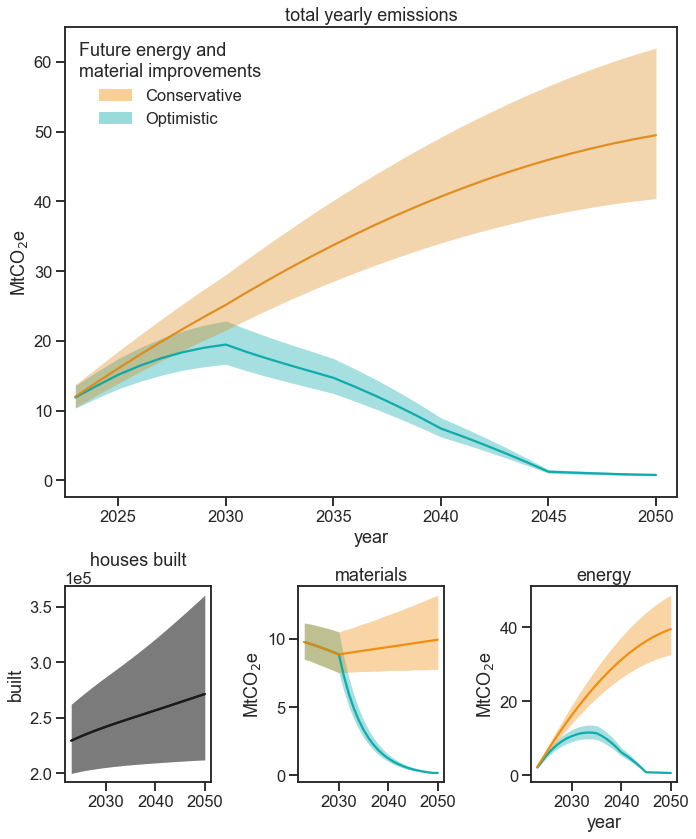 total yearly emissions
Future energy and
material improvements
Conservative
Optimistic
60
50
40
30
20
10
0
MtCO₂e
2025 2030 2035 2040 2045 2050
year
houses built
1e5
3.5
3.0
2.5
2.0
built
2030 2040 2050
materials
10
5
0
MtCO₂e
2030 2040 2050
energy
40
20
0
MtCO₂e
2030 2040 2050
year